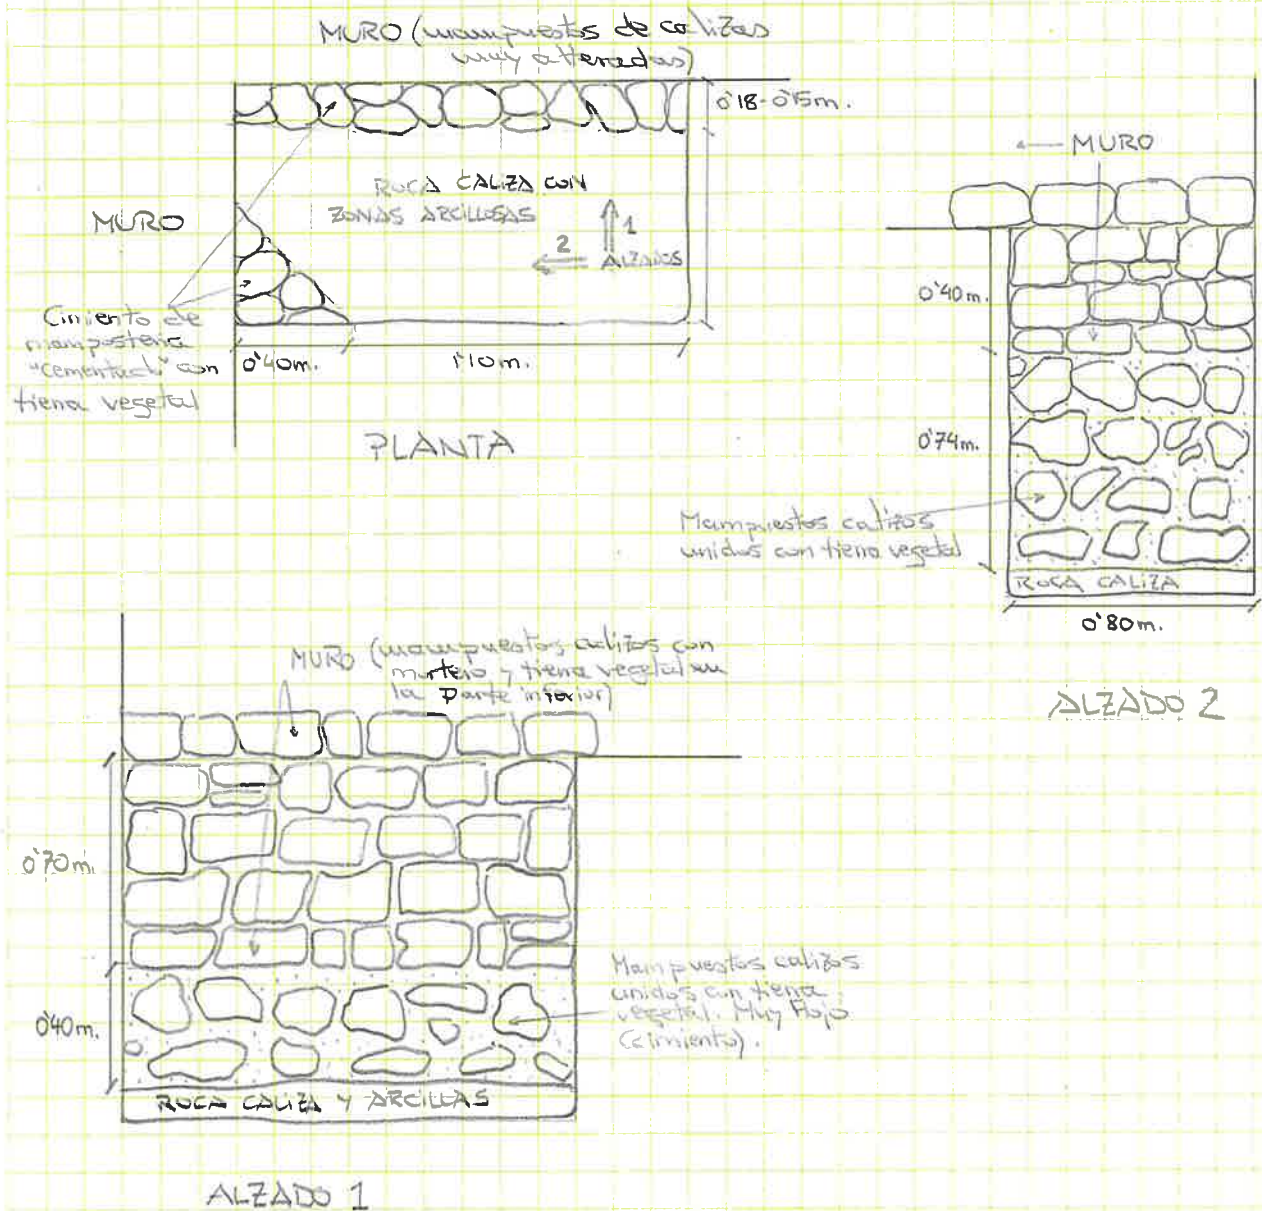 MURO (mampuestos de calizas
muy alteradas)
0'18-0'15m.
ROCA CALIZA CON
ZONAS ARCILLOSAS
MURO
1
2
ALZADOS
Cimiento de
mampostería
"cementada" con
tierra vegetal
0'40m.
1'10m.
PLANTA
MURO
0'40m.
0'74m.
Mampuestos calizos
unidos con tierra vegetal
ROCA CALIZA
0'80m.
ALZADO 2
MURO (mampuestos calizos con
mortero y tierra vegetal en
la parte inferior)
0'70m.
0'40m.
Mampuestos calizos
unidos con tierra
vegetal. Muy flojo
(cimiento).
ROCA CALIZA Y ARCILLAS
ALZADO 1